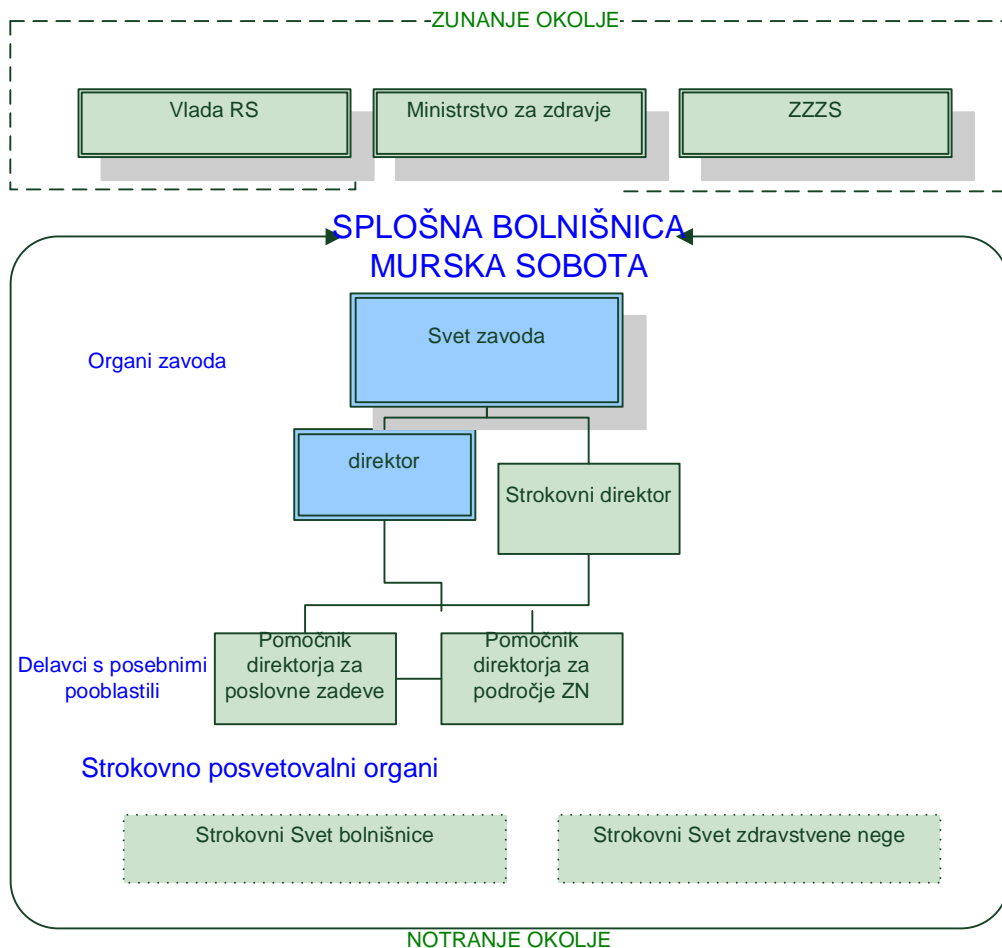 ZUNANJE OKOLJE
Vlada RS
Ministrstvo za zdravje
ZZZS
SPLOŠNA BOLNIŠNICA
MURSKA SOBOTA
Svet zavoda
Organi zavoda
direktor
Strokovni direktor
Delavci s posebnimi
pooblastili
Pomočnik
direktorja za
poslovne zadeve
Pomočnik
direktorja za
področje ZN
Strokovno posvetovalni organi
Strokovni Svet bolnišnice
Strokovni Svet zdravstvene nege
NOTRANJE OKOLJE